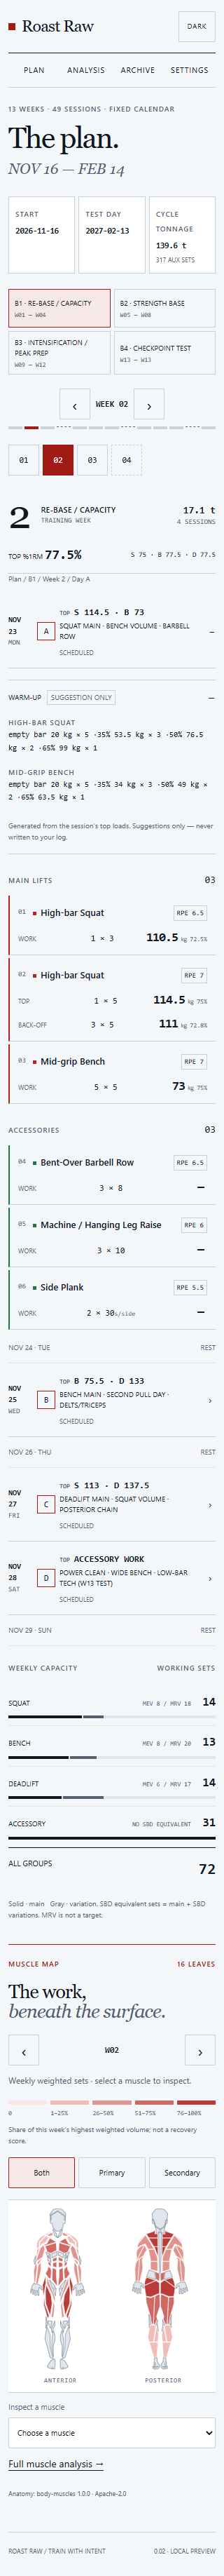 Roast Raw
DARK
PLAN ANALYSIS ARCHIVE SETTINGS
13 WEEKS · 49 SESSIONS · FIXED CALENDAR
The plan.
NOV 16 — FEB 14
START
2026-11-16
TEST DAY
2027-02-13
CYCLE
TONNAGE
139.6 t
317 AUX SETS
B1 · RE-BASE / CAPACITY
W01 — W04
B2 · STRENGTH BASE
W05 — W08
B3 · INTENSIFICATION /
PEAK PREP
W09 — W12
B4 · CHECKPOINT TEST
W13 — W13
‹ WEEK 02 ›
01 02 03 04
2
RE-BASE / CAPACITY
TRAINING WEEK
17.1 t
4 SESSIONS
TOP %1RM 77.5% S 75 · B 77.5 · D 77.5
Plan / B1 / Week 2 / Day A
NOV
23
MON
A
TOP S 114.5 · B 73
SQUAT MAIN · BENCH VOLUME · BARBELL
ROW
SCHEDULED
–
WARM-UP SUGGESTION ONLY –
HIGH-BAR SQUAT
empty bar 20 kg × 5 ·35% 53.5 kg × 3 ·50% 76.5
kg × 2 ·65% 99 kg × 1
MID-GRIP BENCH
empty bar 20 kg × 5 ·35% 34 kg × 3 ·50% 49 kg ×
2 ·65% 63.5 kg × 1
Generated from the session's top loads. Suggestions only — never
written to your log.
MAIN LIFTS 03
01 High-bar Squat RPE 6.5
WORK 1 × 3 110.5 kg 72.5%
02 High-bar Squat RPE 7
TOP 1 × 5 114.5 kg 75%
BACK-OFF 3 × 5 111 kg 72.8%
03 Mid-grip Bench RPE 7
WORK 5 × 5 73 kg 75%
ACCESSORIES 03
04 Bent-Over Barbell Row RPE 6.5
WORK 3 × 8 –
05 Machine / Hanging Leg Raise RPE 6
WORK 3 × 10 –
06 Side Plank RPE 5.5
WORK 2 × 30s/side –
NOV 24 · TUE REST
NOV
25
WED
B
TOP B 75.5 · D 133
BENCH MAIN · SECOND PULL DAY ·
DELTS/TRICEPS
SCHEDULED
›
NOV 26 · THU REST
NOV
27
FRI
C
TOP S 113 · D 137.5
DEADLIFT MAIN · SQUAT VOLUME ·
POSTERIOR CHAIN
SCHEDULED
›
NOV
28
SAT
D
TOP ACCESSORY WORK
POWER CLEAN · WIDE BENCH · LOW-BAR
TECH (W13 TEST)
SCHEDULED
›
NOV 29 · SUN REST
WEEKLY CAPACITY WORKING SETS
SQUAT MEV 8 / MRV 18 14
BENCH MEV 8 / MRV 20 13
DEADLIFT MEV 6 / MRV 17 14
ACCESSORY NO SBD EQUIVALENT 31
ALL GROUPS 72
Solid · main Gray · variation. SBD equivalent sets = main + SBD
variations. MRV is not a target.
MUSCLE MAP 16 LEAVES
The work,
beneath the surface.
‹ W02 ›
Weekly weighted sets · select a muscle to inspect.
0 1–25% 26–50% 51–75% 76–100%
Share of this week's highest weighted volume; not a recovery
score.
Both Primary Secondary
ANTERIOR POSTERIOR
Inspect a muscle
Choose a muscle
Full muscle analysis →
Anatomy: body-muscles 1.0.0 · Apache-2.0
ROAST RAW / TRAIN WITH INTENT 0.02 · LOCAL PREVIEW